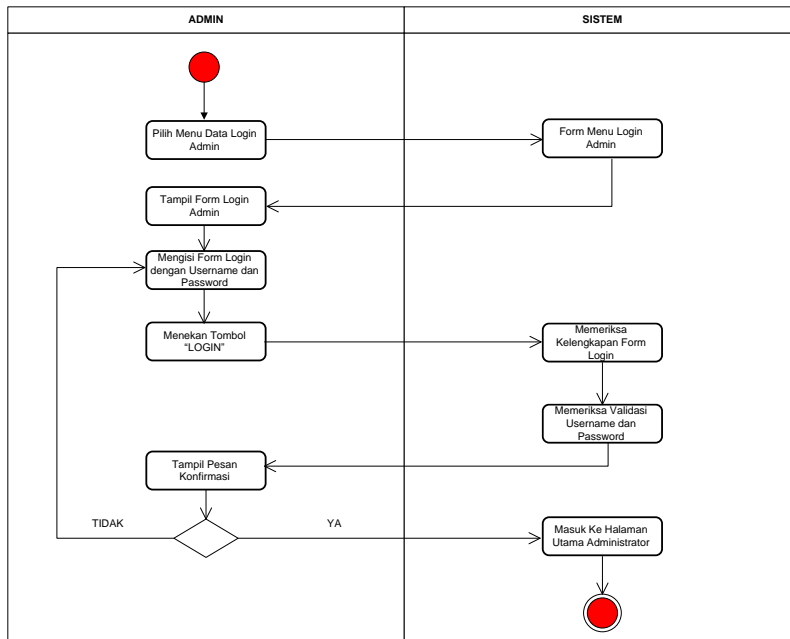 ADMIN
SISTEM
Pilih Menu Data Login
Admin
Form Menu Login
Admin
Tampil Form Login
Admin
Mengisi Form Login
dengan Username dan
Password
Menekan Tombol
“LOGIN”
Memeriksa
Kelengkapan Form
Login
Memeriksa Validasi
Username dan
Password
Tampil Pesan
Konfirmasi
TIDAK
YA
Masuk Ke Halaman
Utama Administrator